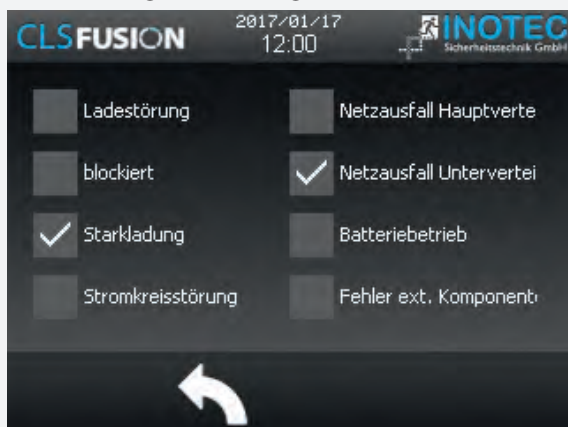 CLSFUSION
2017/01/17
12:00
INOTEC
Sicherheitstechnik GmbH
Ladestörung
blockiert
Starkladung
Stromkreisstörung
Netzausfall Hauptverte
Netzausfall Untervertei
Batteriebetrieb
Fehler ext. Komponent